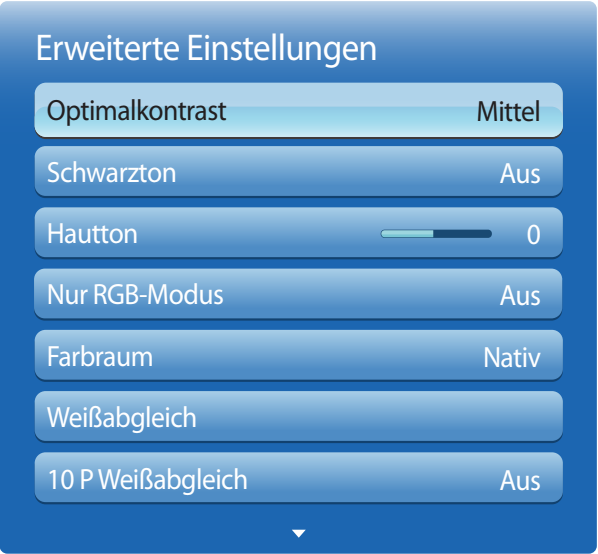 Erweiterte Einstellungen
Optimalkontrast Mittel
Schwarzton Aus
Hautton 0
Nur RGB-Modus Aus
Farbraum Nativ
Weißabgleich
10 P Weißabgleich Aus